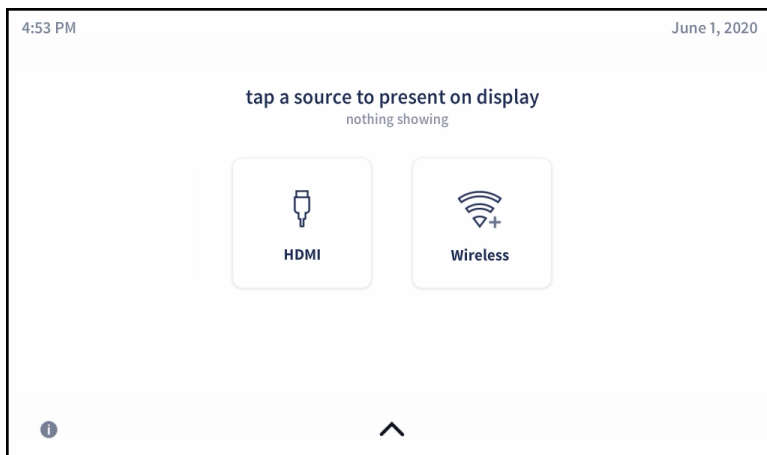 4:53 PM
June 1, 2020
tap a source to present on display
nothing showing
HDMI
Wireless